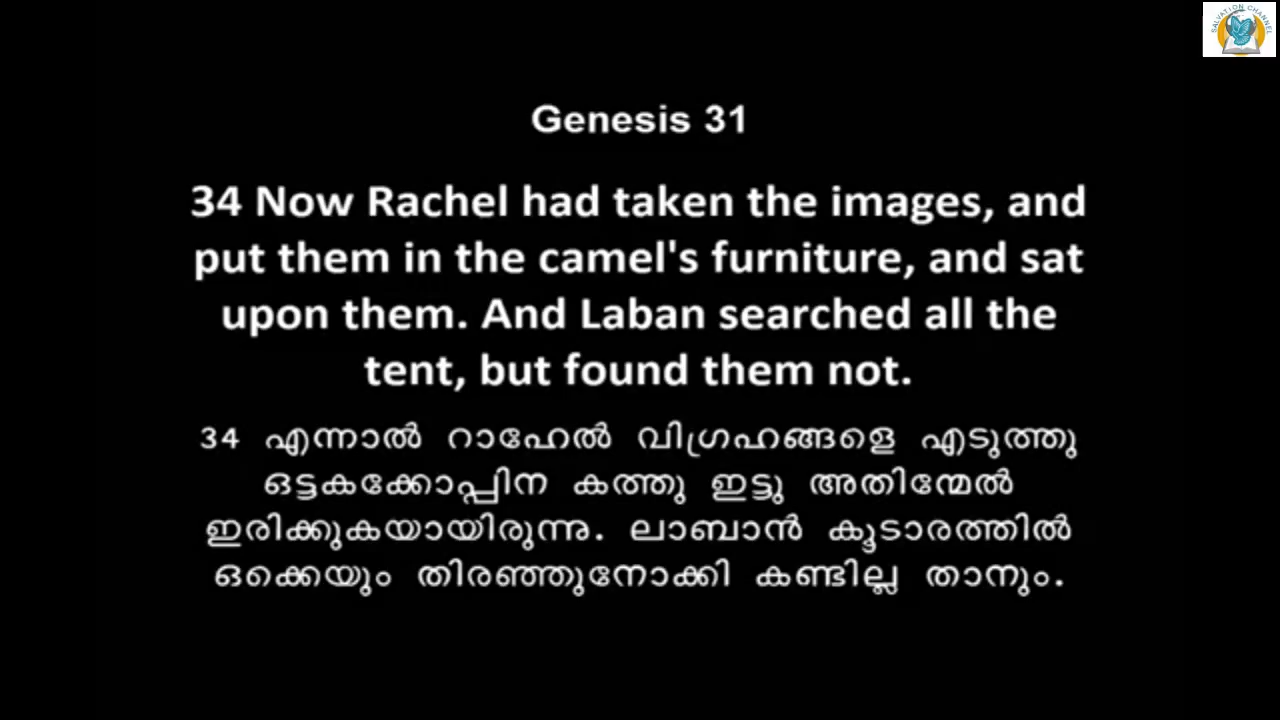 SALVATION CHANNEL
Genesis 31
34 Now Rachel had taken the images, and
put them in the camel's furniture, and sat
upon them. And Laban searched all the
tent, but found them not.
34 എന്നാൽ റാഹേൽ വിഗ്രഹങ്ങളെ എടുത്തു
ഒട്ടകക്കോപ്പിന കത്തു ഇട്ടു അതിന്മേൽ
ഇരിക്കുകയായിരുന്നു. ലാബാൻ കൂടാരത്തിൽ
ഒക്കെയും തിരഞ്ഞുനോക്കി കണ്ടില്ല താനും.